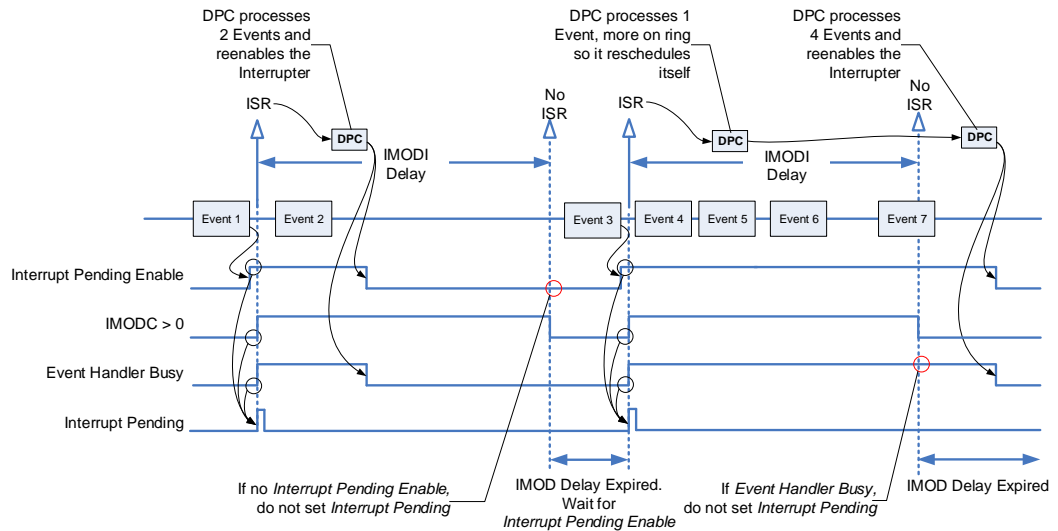 DPC processes
2 Events and
reenables the
Interrupter
DPC processes 1
Event, more on ring
so it reschedules
itself
DPC processes
4 Events and
reenables the
Interrupter
ISR
DPC
No
ISR
ISR
DPC
No
ISR
DPC
IMODI
Delay
IMODI
Delay
Event 1
Event 2
Event 3
Event 4
Event 5
Event 6
Event 7
Interrupt Pending Enable
IMODC > 0
Event Handler Busy
Interrupt Pending
If no Interrupt Pending Enable,
do not set Interrupt Pending
IMOD Delay Expired.
Wait for
Interrupt Pending Enable
If Event Handler Busy,
do not set Interrupt Pending
IMOD Delay Expired